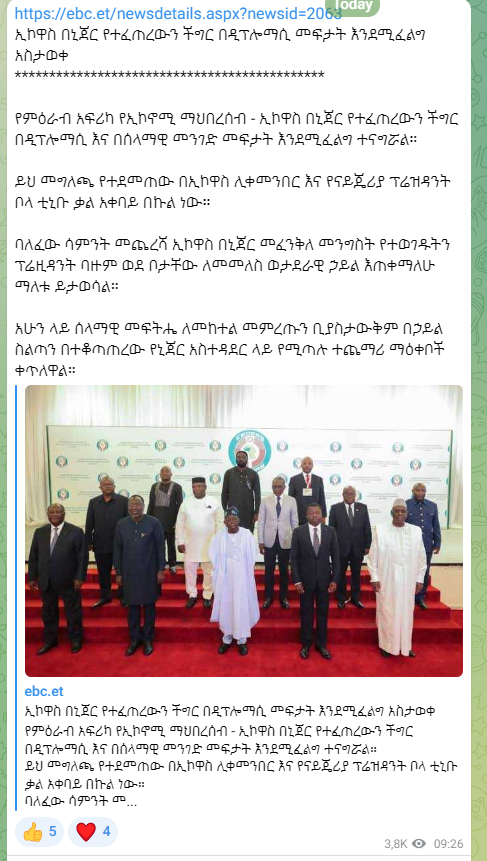 Today
https://ebc.et/newsdetails.aspx?newsid=2063
ኢኮዋስ በኒጀር የተፈጠረውን ችግር በዲፕሎማሲ መፍታት እንደሚፈልግ
አስታወቀ
*********************************************
የምዕራብ አፍሪካ የኢኮኖሚ ማህበረሰብ - ኢኮዋስ በኒጀር የተፈጠረውን ችግር
በዲፕሎማሲ እና በሰላማዊ መንገድ መፍታት እንደሚፈልግ ተናግሯል።
ይህ መግለጫ የተደመጠው በኢኮዋስ ሊቀመንበር እና የናይጄሪያ ፕሬዝዳንት
ቦላ ቲኒቡ ቃል አቀባይ በኩል ነው።
ባለፈው ሳምንት መጨረሻ ኢኮዋስ በኒጀር መፈንቅለ መንግስት የተወገዱትን
ፕሬዚዳንት ባዙም ወደ ቦታቸው ለመመለስ ወታደራዊ ኃይል እጠቀማለሁ
ማለቱ ይታወሳል።
አሁን ላይ ሰላማዊ መፍትሔ ለመከተል መምረጡን ቢያስታውቅም በኃይል
ስልጣን በተቆጣጠረው የኒጀር አስተዳደር ላይ የሚጣሉ ተጨማሪ ማዕቀቦች
ቀጥለዋል።
ebc.et
ኢኮዋስ በኒጀር የተፈጠረውን ችግር በዲፕሎማሲ መፍታት እንደሚፈልግ አስታወቀ
የምዕራብ አፍሪካ የኢኮኖሚ ማህበረሰብ - ኢኮዋስ በኒጀር የተፈጠረውን ችግር
በዲፕሎማሲ እና በሰላማዊ መንገድ መፍታት እንደሚፈልግ ተናግሯል።
ይህ መግለጫ የተደመጠው በኢኮዋስ ሊቀመንበር እና የናይጄሪያ ፕሬዝዳንት ቦላ ቲኒቡ
ቃል አቀባይ በኩል ነው።
ባለፈው ሳምንት መ...
5
4
3,8K 09:26